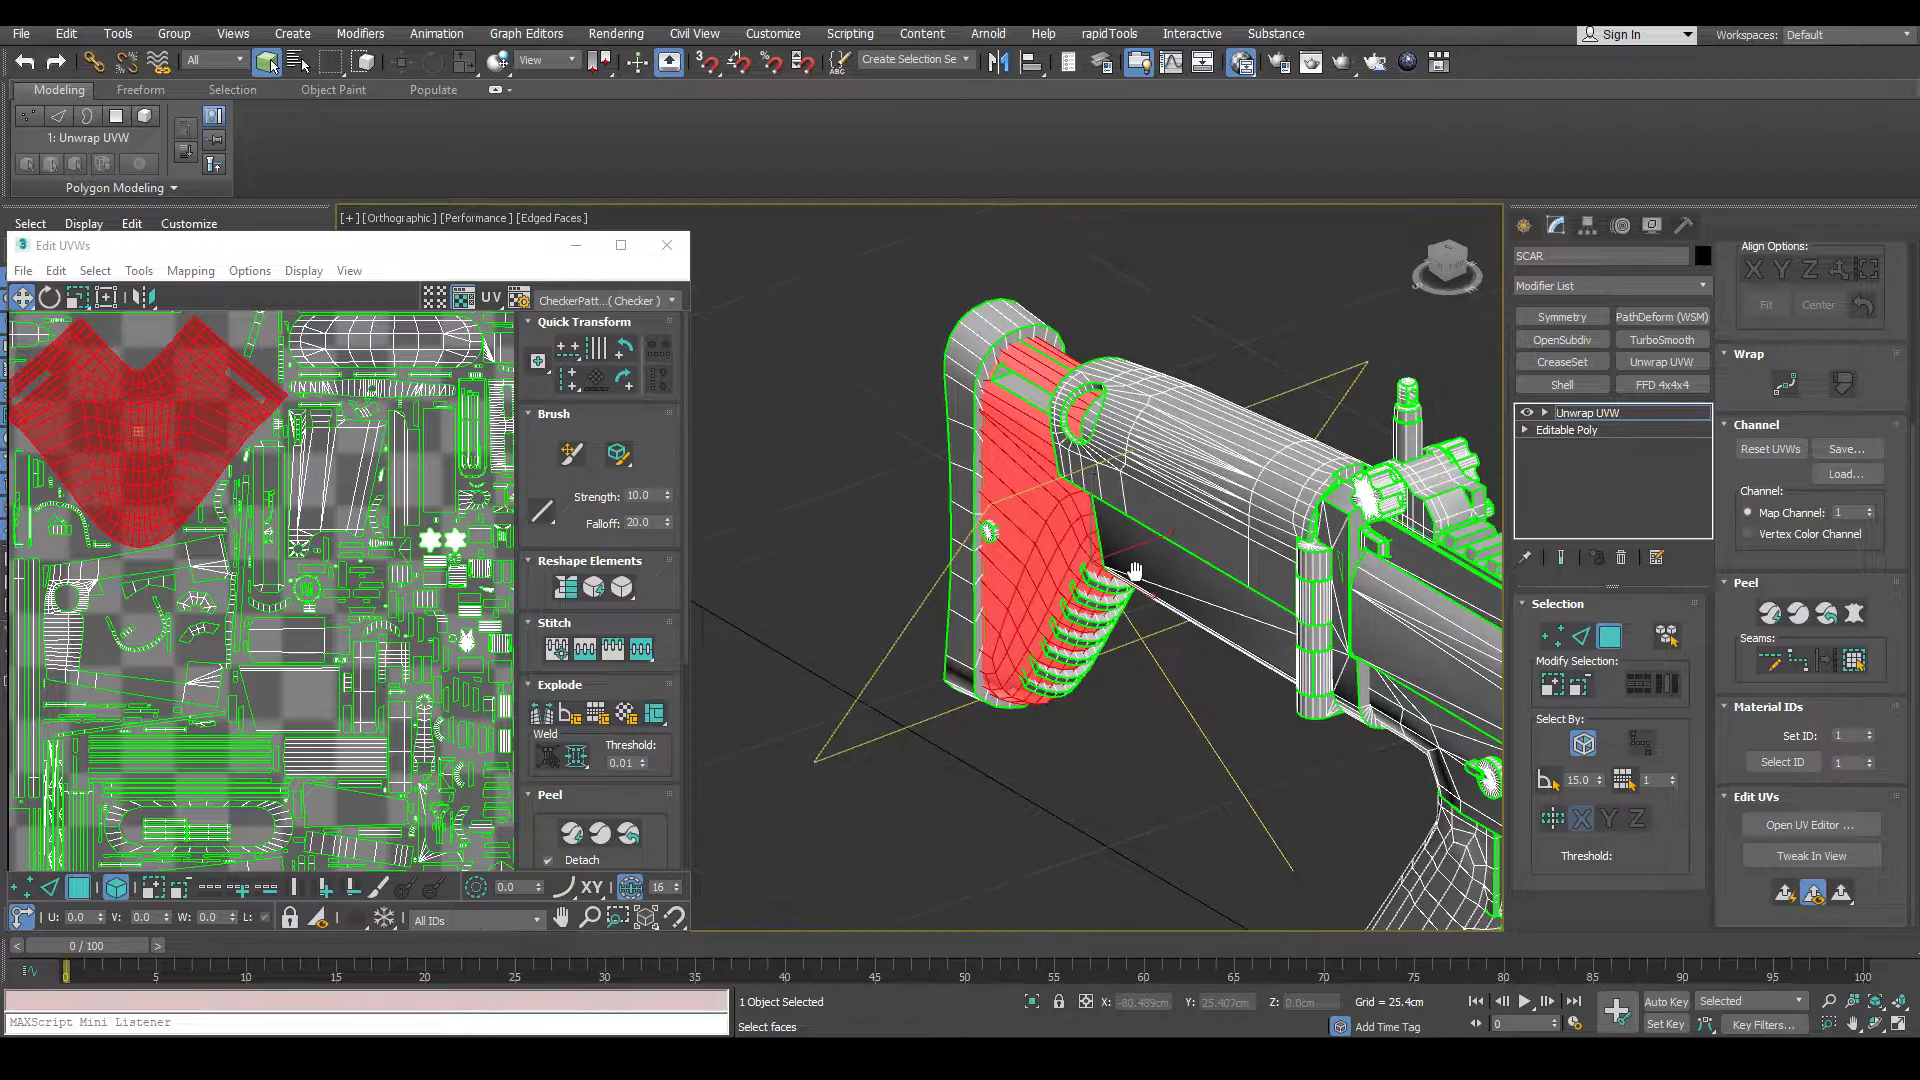 File Edit Tools Group Views Create Modifiers Animation Graph Editors Rendering Civil View Customize Scripting Content Arnold Help rapidTools Interactive Substance Sign In Workspaces: Default
All View 3 ABC Create Selection Se
Modeling Freeform Selection Object Paint Populate
1: Unwrap UVW
Polygon Modeling
Select Display Edit Customize
[+] [Orthographic] [Performance] [Edged Faces]
3 Edit UVWs
File Edit Select Tools Mapping Options Display View
UV CheckerPatt...( Checker )
Quick Transform
Brush
Strength: 10.0
Falloff: 20.0
Reshape Elements
Stitch
Explode
Weld Threshold:
0.01
Peel
Detach
0.0 XY 16
U: 0.0 V: 0.0 W: 0.0 L: All IDs
SCAR
Modifier List
Symmetry PathDeform (WSM)
OpenSubdiv TurboSmooth
CreaseSet Unwrap UVW
Shell FFD 4x4x4
Unwrap UVW
Editable Poly
Selection
Modify Selection:
Select By:
15.0 1
X Y Z
Threshold:
Align Options:
X Y Z
Fit Center
Wrap
Channel
Reset UVWs Save...
Load...
Channel:
Map Channel: 1
Vertex Color Channel
Peel
Seams:
Material IDs
Set ID: 1
Select ID 1
Edit UVs
Open UV Editor ...
Tweak In View
< 0 / 100 >
0 5 10 15 20 25 30 35 40 45 50 55 60 65 70 75 80 85 90 95 100
MAXScript Mini Listener
1 Object Selected
Select faces
X: -80.489cm Y: 25.407cm Z: 0.0cm Grid = 25.4cm
Add Time Tag
0
Auto Key Selected
Set Key Key Filters...